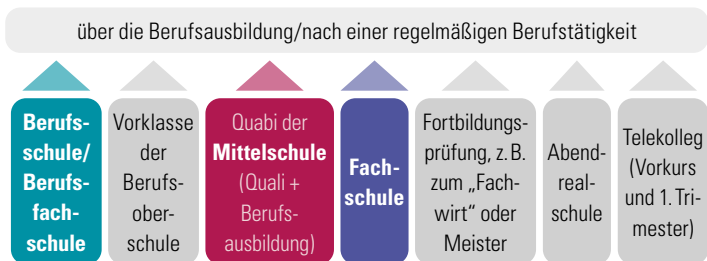 über die Berufsausbildung/nach einer regelmäßigen Berufstätigkeit
Berufs-
schule/
Berufs-
fach-
schule
Vorklasse
der
Berufs-
ober-
schule
Quabi der
Mittelschule
(Quali +
Berufs-
ausbildung)
Fach-
schule
Fortbildungs-
prüfung, z. B.
zum „Fach-
wirt“ oder
Meister
Abend-
real-
schule
Telekolleg
(Vorkurs
und 1. Tri-
mester)